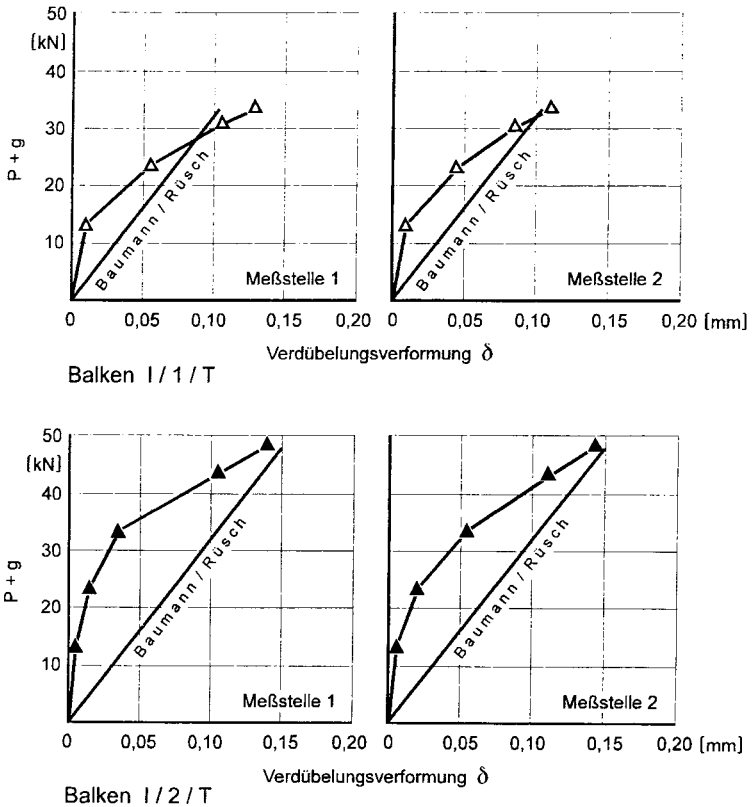 50
[kN]
40
30
20
10
P + g
Baumann / Rüsch
Meßstelle 1
0 0,05 0,10 0,15 0,20
Baumann / Rüsch
Meßstelle 2
0 0,05 0,10 0,15 0,20 [mm]
Verdübelungsverformung δ
Balken I / 1 / T
50
[kN]
40
30
20
10
P + g
Baumann / Rüsch
Meßstelle 1
0 0,05 0,10 0,15 0,20
Baumann / Rüsch
Meßstelle 2
0 0,05 0,10 0,15 0,20 [mm]
Verdübelungsverformung δ
Balken I / 2 / T